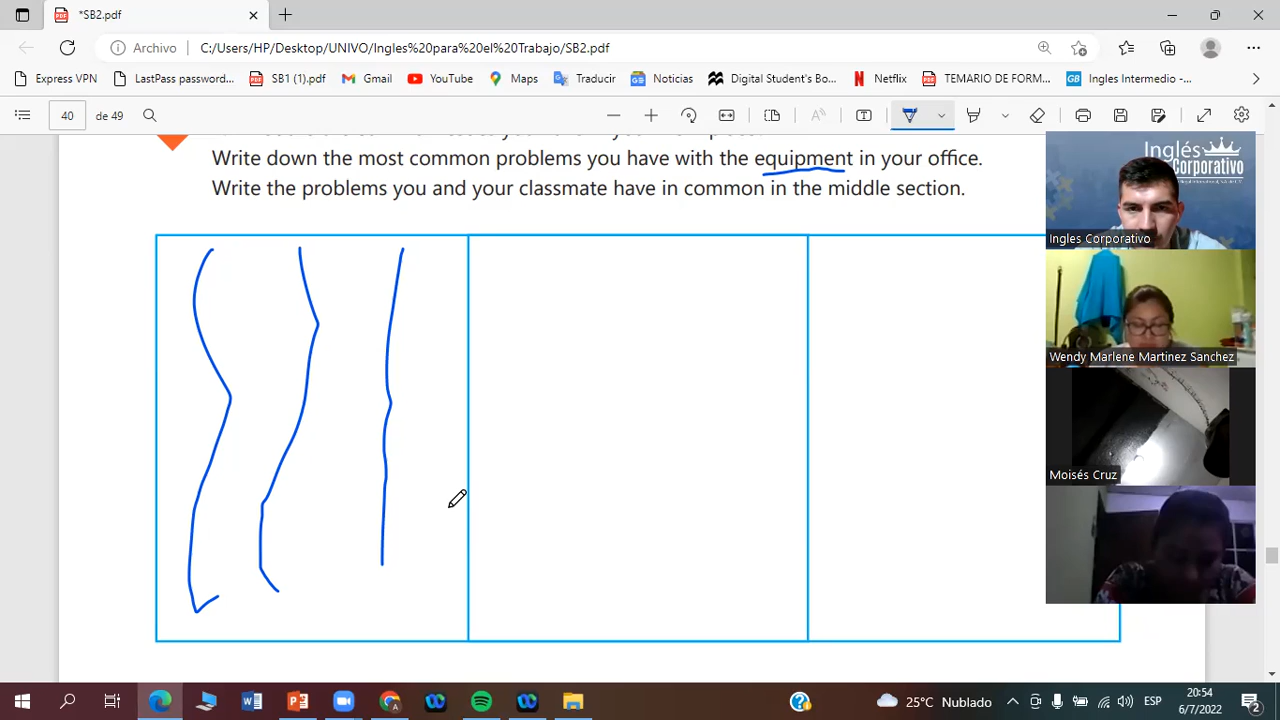 *SB2.pdf
Archivo
C:/Users/HP/Desktop/UNIVO/Ingles%20para%20el%20Trabajo/SB2.pdf
Express VPN
LastPass password...
SB1 (1).pdf
Gmail
YouTube
Maps
Traducir
Noticias
Digital Student's Bo...
Netflix
TEMARIO DE FORM...
Ingles Intermedio -...
40
de 49
Write down the most common problems you have with the equipment in your office.
Write the problems you and your classmate have in common in the middle section.
Inglés
Corporativo
Ingles Corporativo
Wendy Marlene Martinez Sanchez
Moisés Cruz
25°C Nublado
ESP
20:54
6/7/2022
2